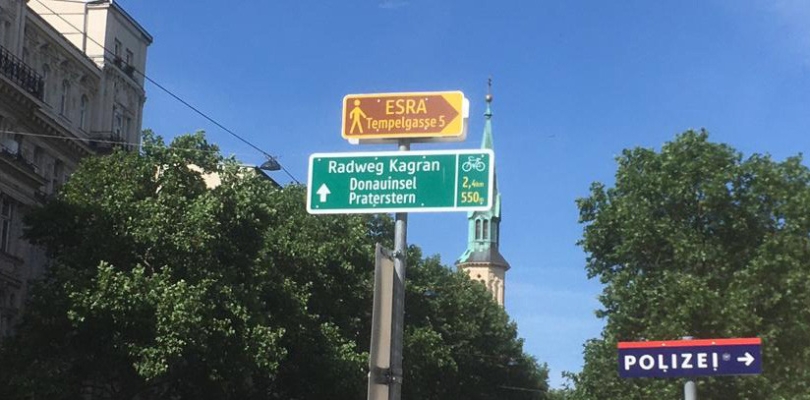 ESRA
Tempelgasse 5
Radweg Kagran
Donauinsel 2,4km
Praterstern 550m
POLIZEI